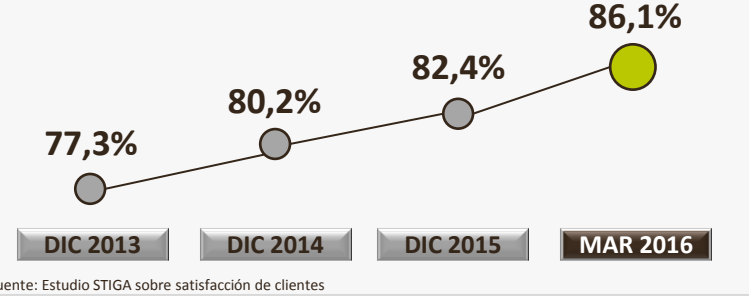 86,1%
82,4%
80,2%
77,3%
DIC 2013 DIC 2014 DIC 2015 MAR 2016
uente: Estudio STIGA sobre satisfacción de clientes